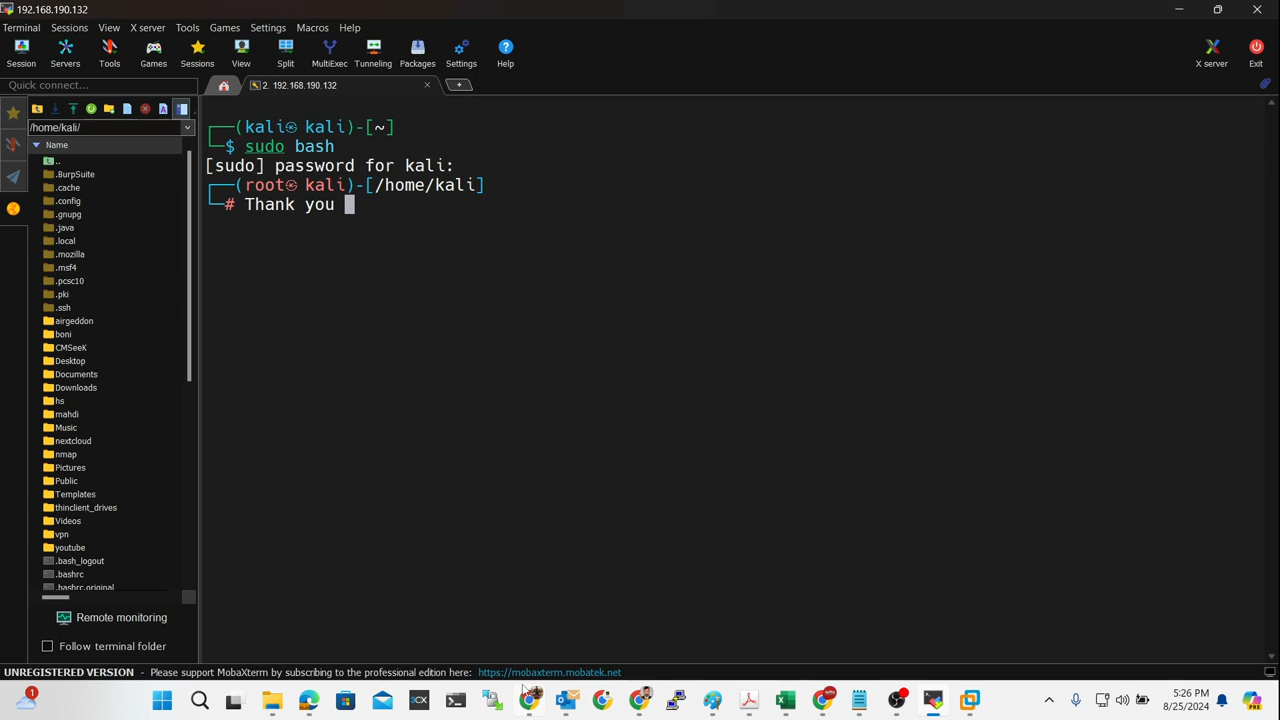 192.168.190.132
Terminal Sessions View X server Tools Games Settings Macros Help
Session Servers Tools Games Sessions View Split MultiExec Tunneling Packages Settings Help X server Exit
Quick connect...
2. 192.168.190.132
/home/kali/
Name
..
.BurpSuite
.cache
.config
.gnupg
.java
.local
.mozilla
.msf4
.pcsc10
.pki
.ssh
airgeddon
boni
CMSeeK
Desktop
Documents
Downloads
hs
mahdi
Music
nextcloud
nmap
Pictures
Public
Templates
thinclient_drives
Videos
vpn
youtube
.bash_logout
.bashrc
.bashrc.original
Remote monitoring
Follow terminal folder
┌──(kali㉿ kali)-[~]
└─$ sudo bash
[sudo] password for kali:
┌──(root㉿ kali)-[/home/kali]
└─# Thank you
UNREGISTERED VERSION - Please support MobaXterm by subscribing to the professional edition here: https://mobaxterm.mobatek.net
1
3CX
5:26 PM
8/25/2024
PRE